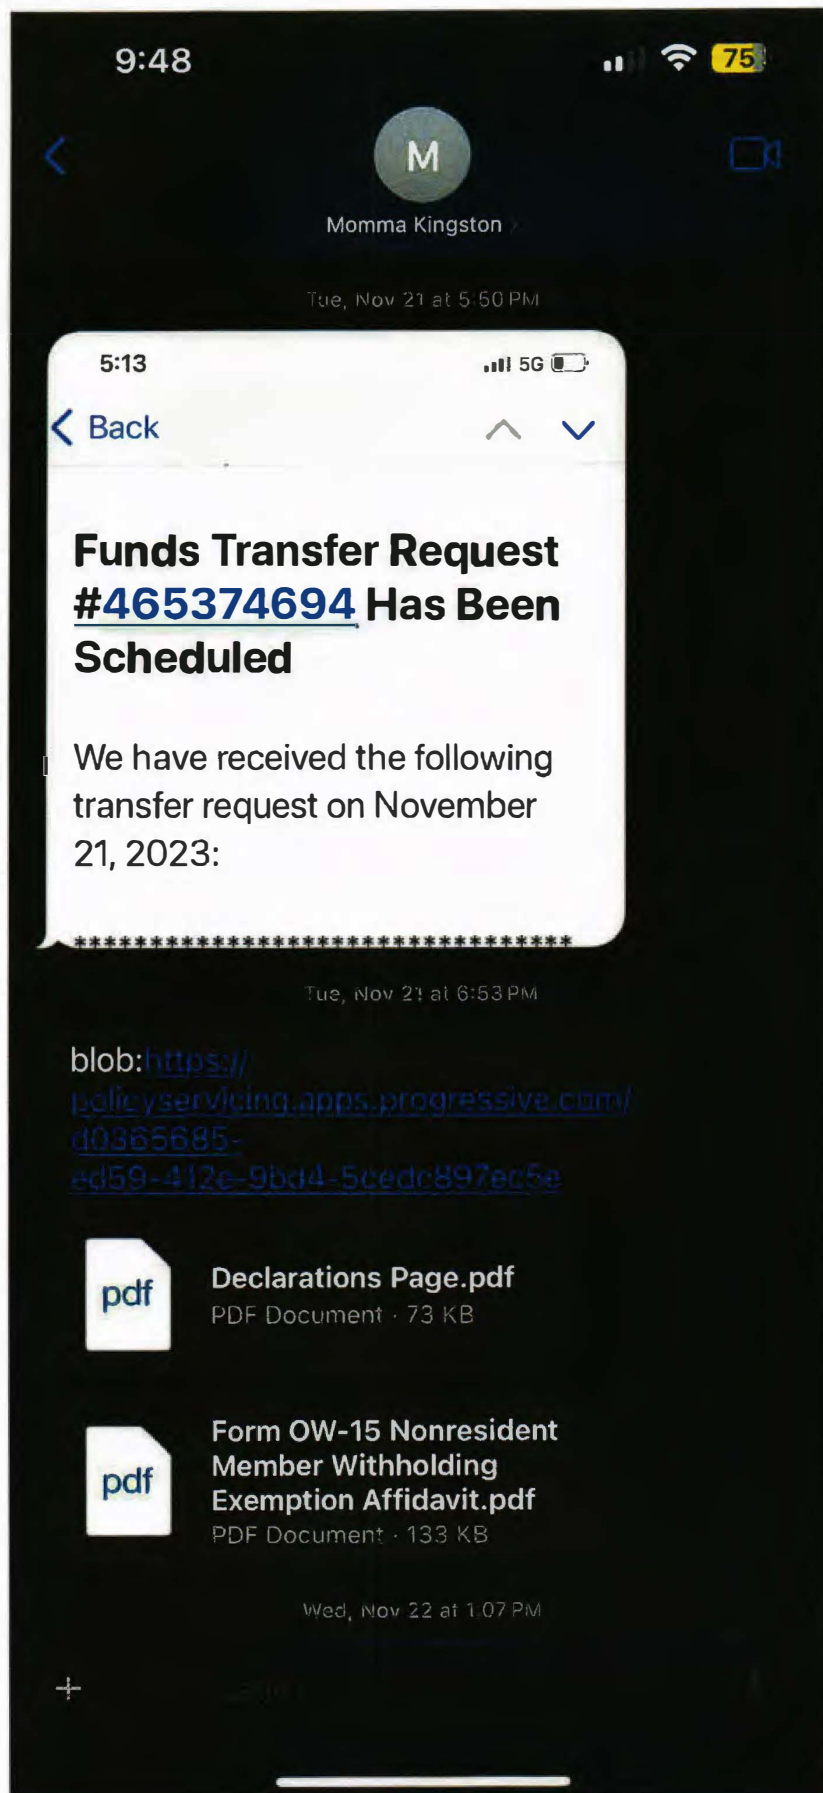 9:48
75
M
Momma Kingston
Tue, Nov 21 at 5:50 PM
5:13
5G
Back
Funds Transfer Request
#465374694 Has Been
Scheduled
We have received the following
transfer request on November
21, 2023:
*********************************
Tue, Nov 21 at 6:53 PM
blob:https://
policyservicing.apps.progressive.com/
d0365685-
ed59-412e-9bd4-5cedc897ec5e
pdf
Declarations Page.pdf
PDF Document · 73 KB
pdf
Form OW-15 Nonresident
Member Withholding
Exemption Affidavit.pdf
PDF Document · 133 KB
Wed, Nov 22 at 1:07 PM